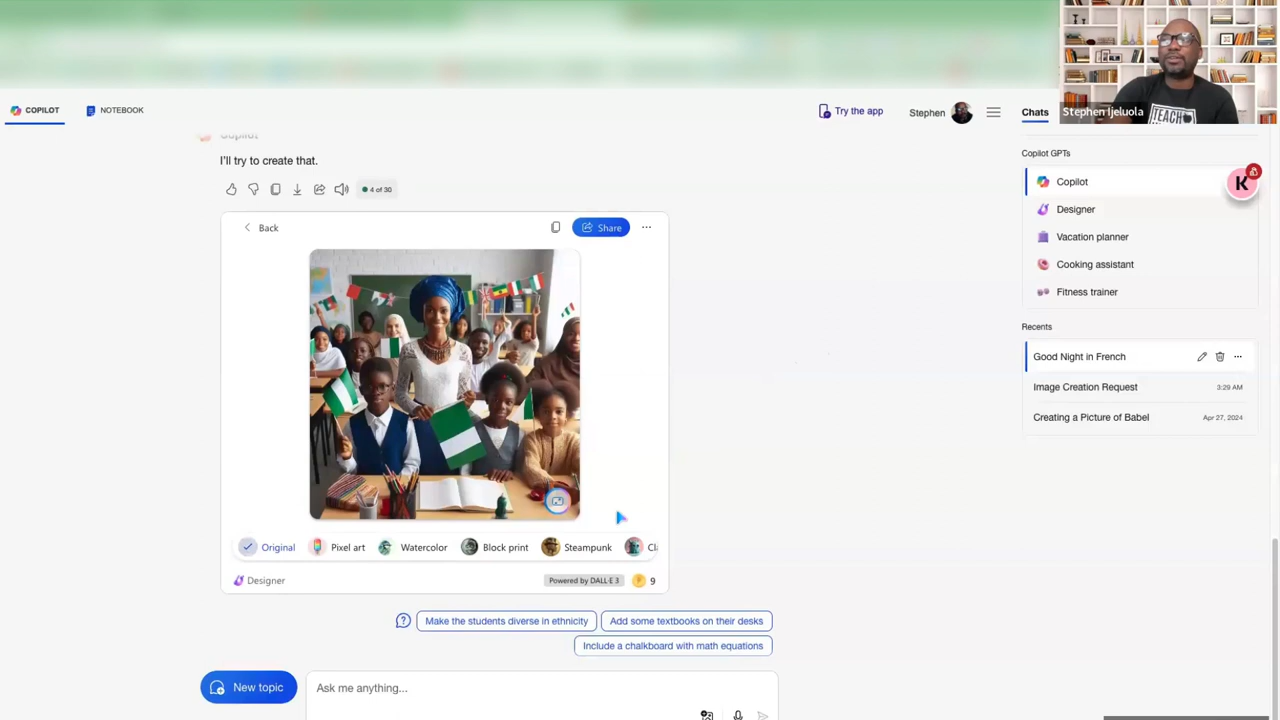 COPILOT
NOTEBOOK
Try the app
Stephen
Chats
Stephen Ijeluola
TEACH
Copilot
I'll try to create that.
4 of 30
Back
Share
Original
Pixel art
Watercolor
Block print
Steampunk
Cl
Designer
Powered by DALL·E 3
9
Make the students diverse in ethnicity
Add some textbooks on their desks
Include a chalkboard with math equations
New topic
Ask me anything...
Copilot GPTs
Copilot
K
Designer
Vacation planner
Cooking assistant
Fitness trainer
Recents
Good Night in French
Image Creation Request
3:29 AM
Creating a Picture of Babel
Apr 27, 2024